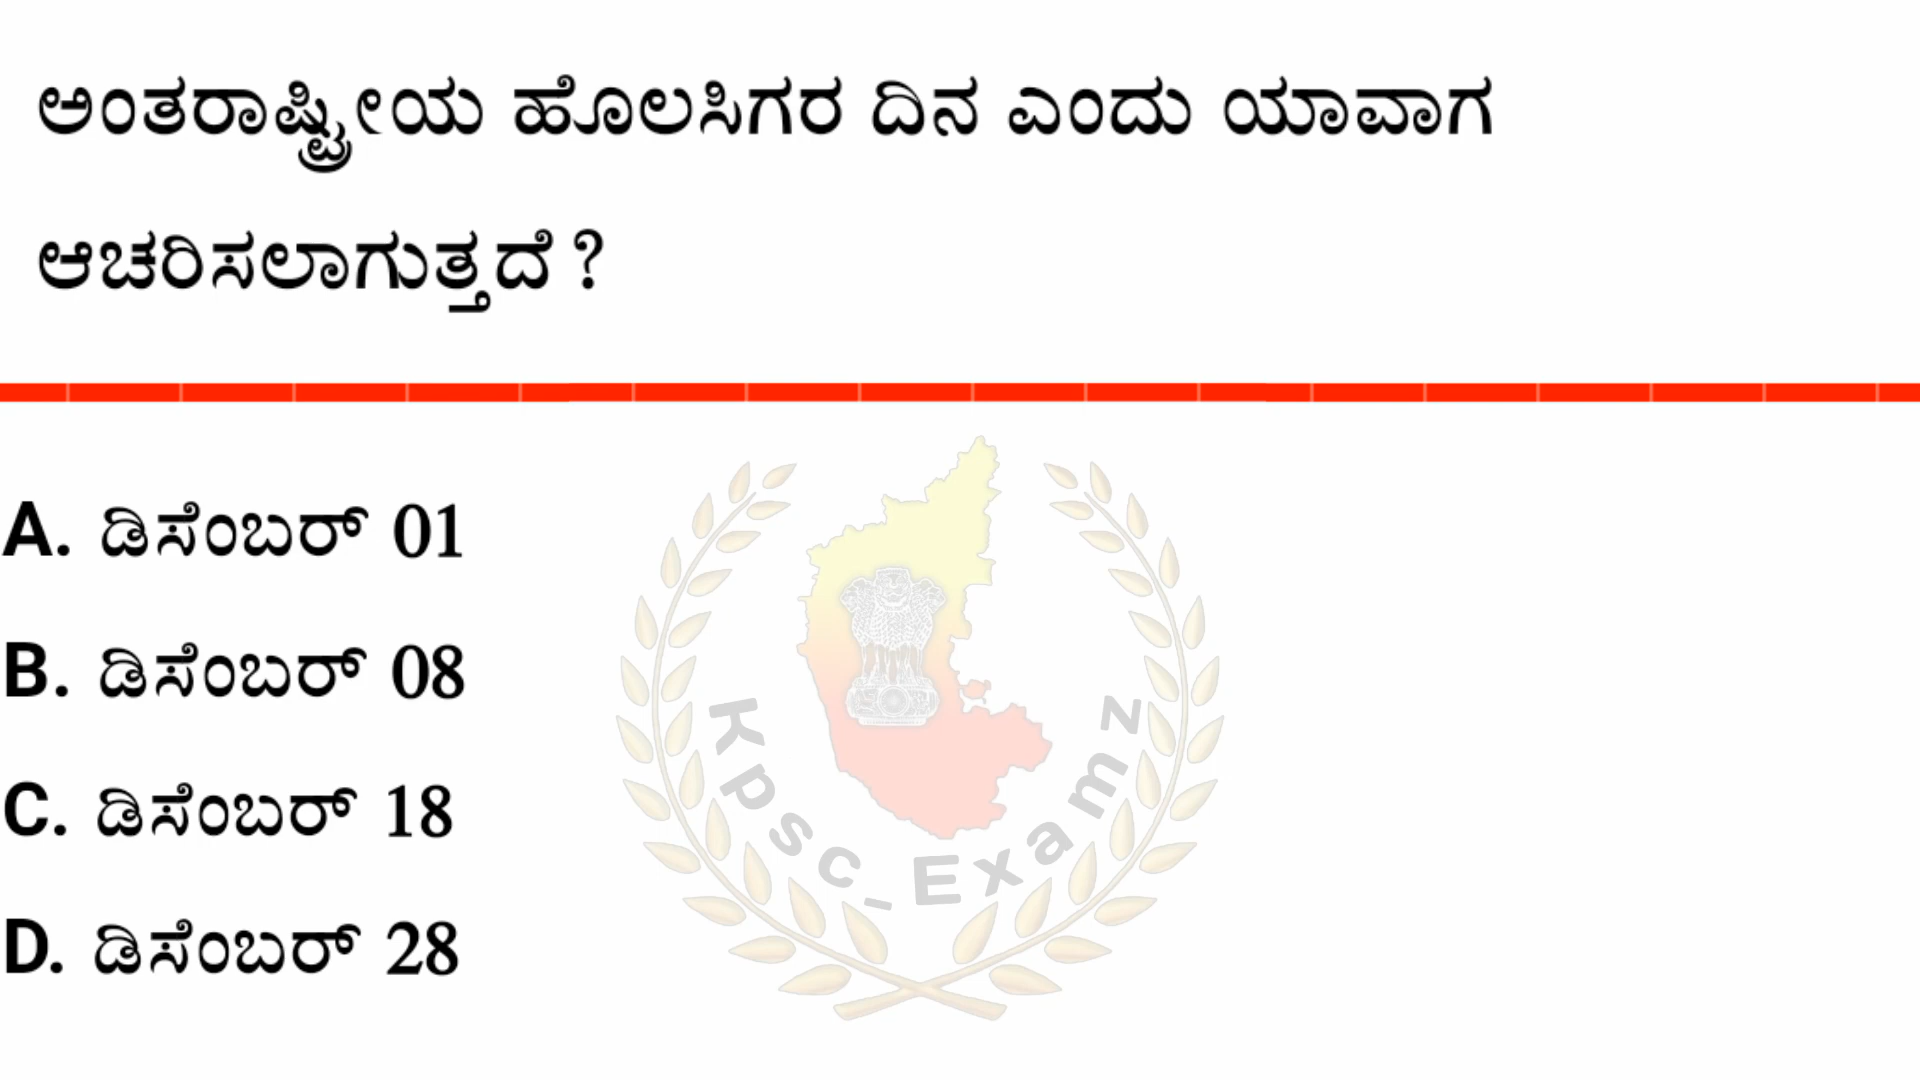 ಅಂತರಾಷ್ಟ್ರೀಯ ಹೊಲಸಿಗರ ದಿನ ಎಂದು ಯಾವಾಗ
ಆಚರಿಸಲಾಗುತ್ತದೆ ?
A. ಡಿಸೆಂಬರ್ 01
B. ಡಿಸೆಂಬರ್ 08
C. ಡಿಸೆಂಬರ್ 18
D. ಡಿಸೆಂಬರ್ 28
Kpsc_Examz